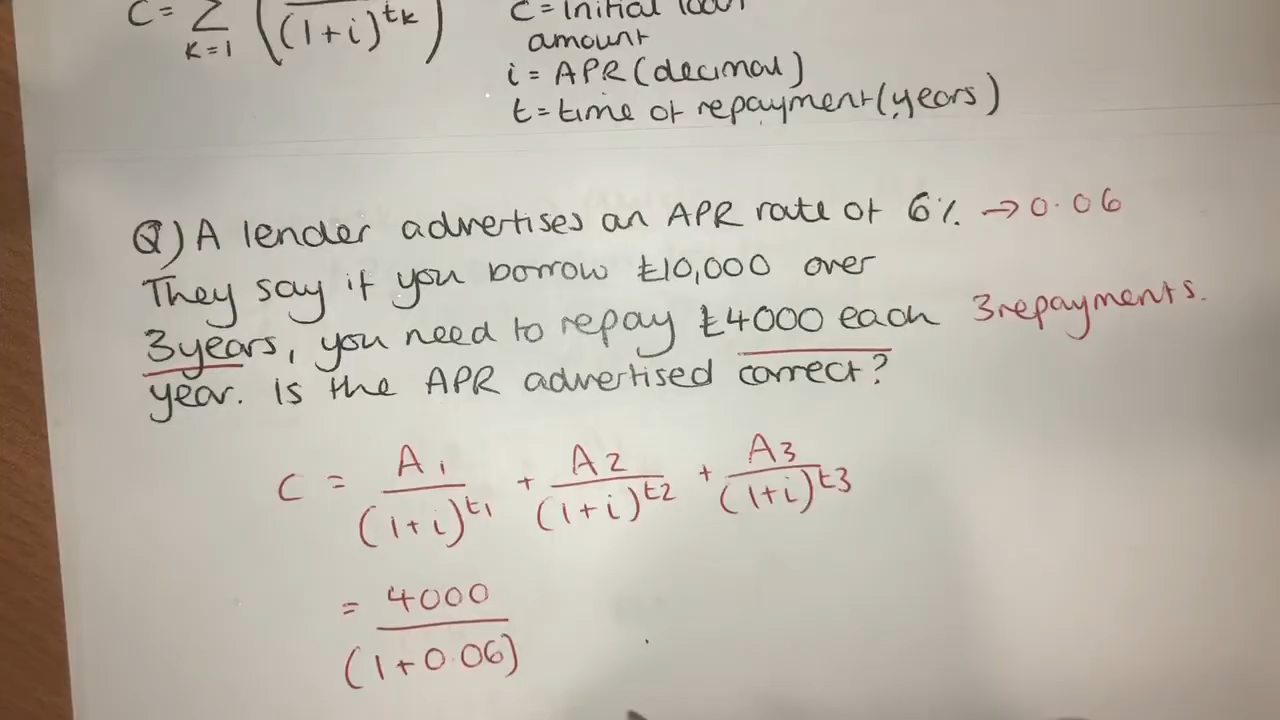 C = Σ K=1 ( (1+i)^tk )
C = initial loan
amount
i = APR (decimal)
t = time of repayment (years)
Q) A lender advertises an APR rate of 6% → 0.06
They say if you borrow £10,000 over
3 years, you need to repay £4000 each 3 repayments.
year. Is the APR advertised correct?
C = A1/(1+i)^t1 + A2/(1+i)^t2 + A3/(1+i)^t3
= 4000/(1+0.06)